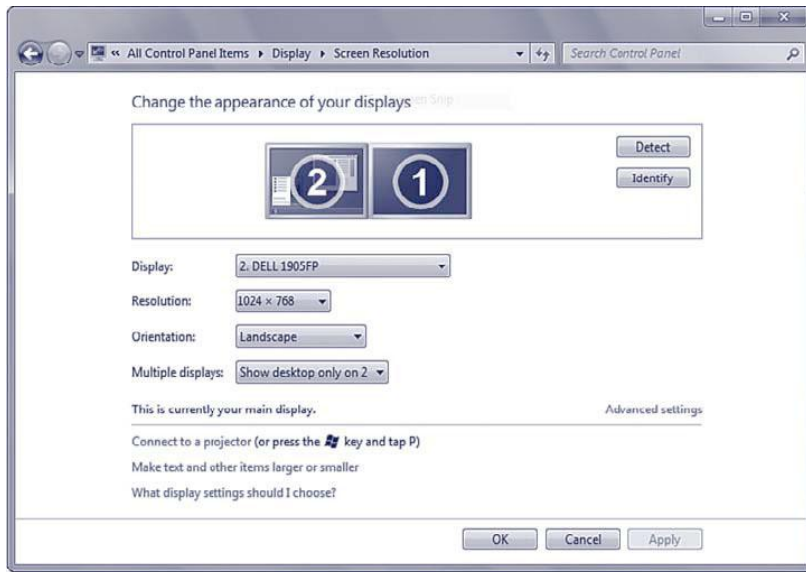 « All Control Panel Items ▸ Display ▸ Screen Resolution Search Control Panel
Change the appearance of your displays
2 1
Detect
Identify
Display: 2. DELL 1905FP
Resolution: 1024 × 768
Orientation: Landscape
Multiple displays: Show desktop only on 2
This is currently your main display. Advanced settings
Connect to a projector (or press the key and tap P)
Make text and other items larger or smaller
What display settings should I choose?
OK Cancel Apply